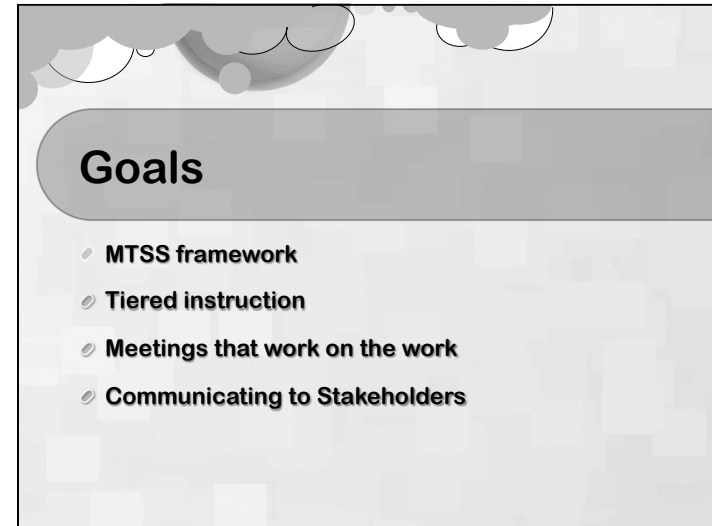 Goals
MTSS framework
Tiered instruction
Meetings that work on the work
Communicating to Stakeholders